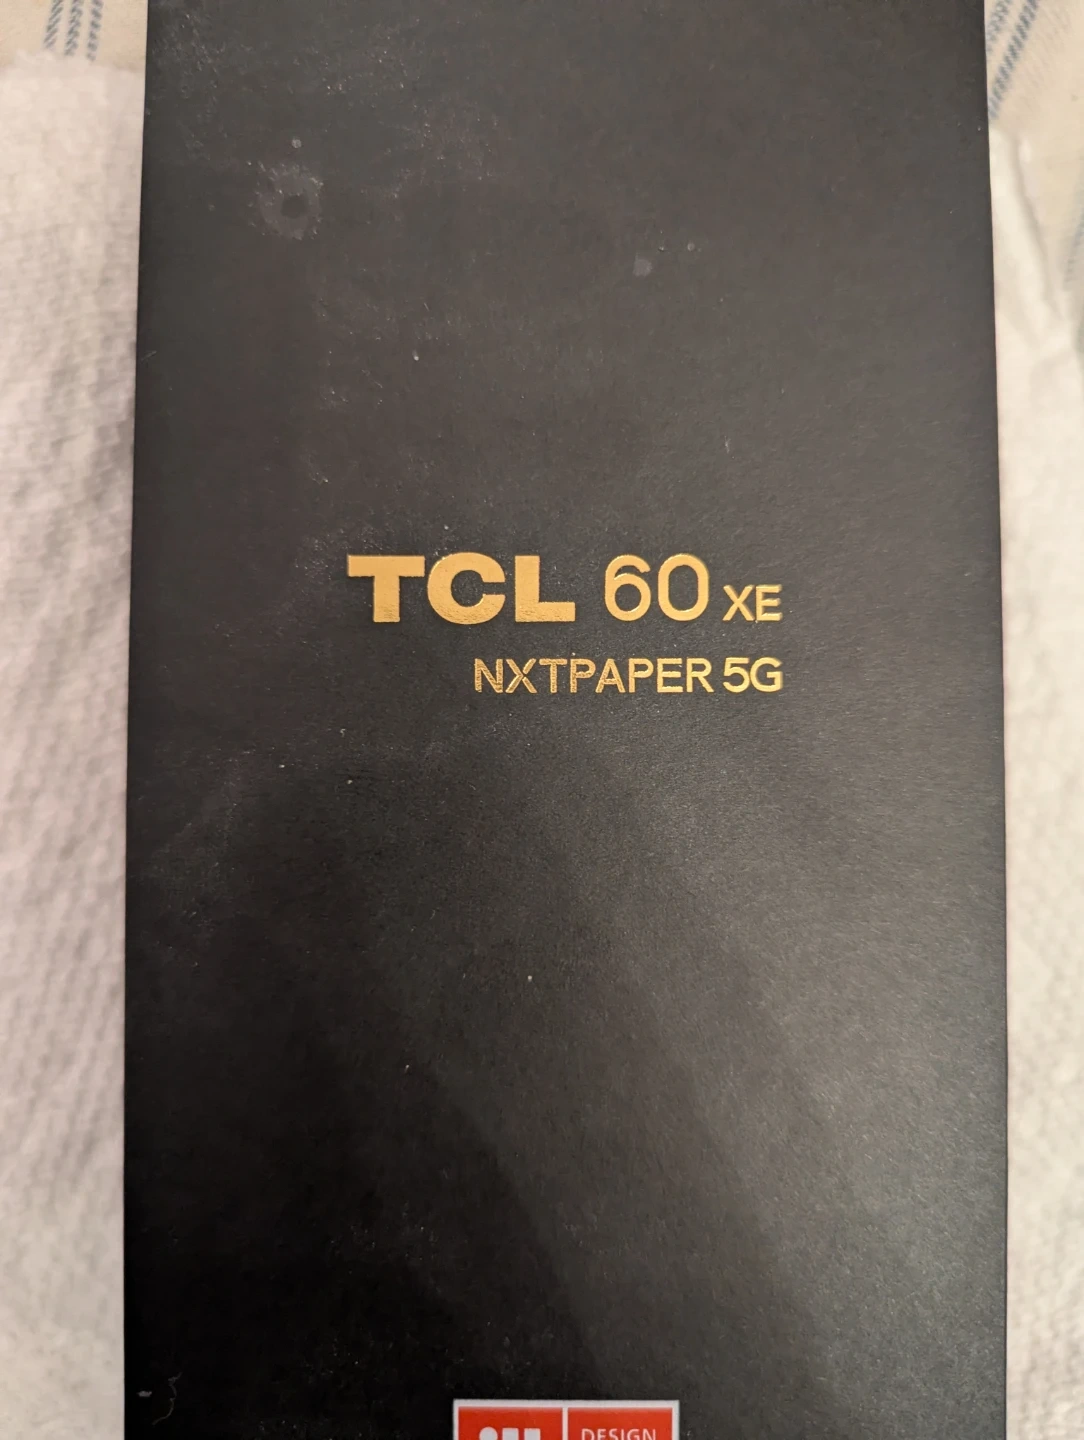 TCL 60 XE
NXTPAPER 5G
DESIGN